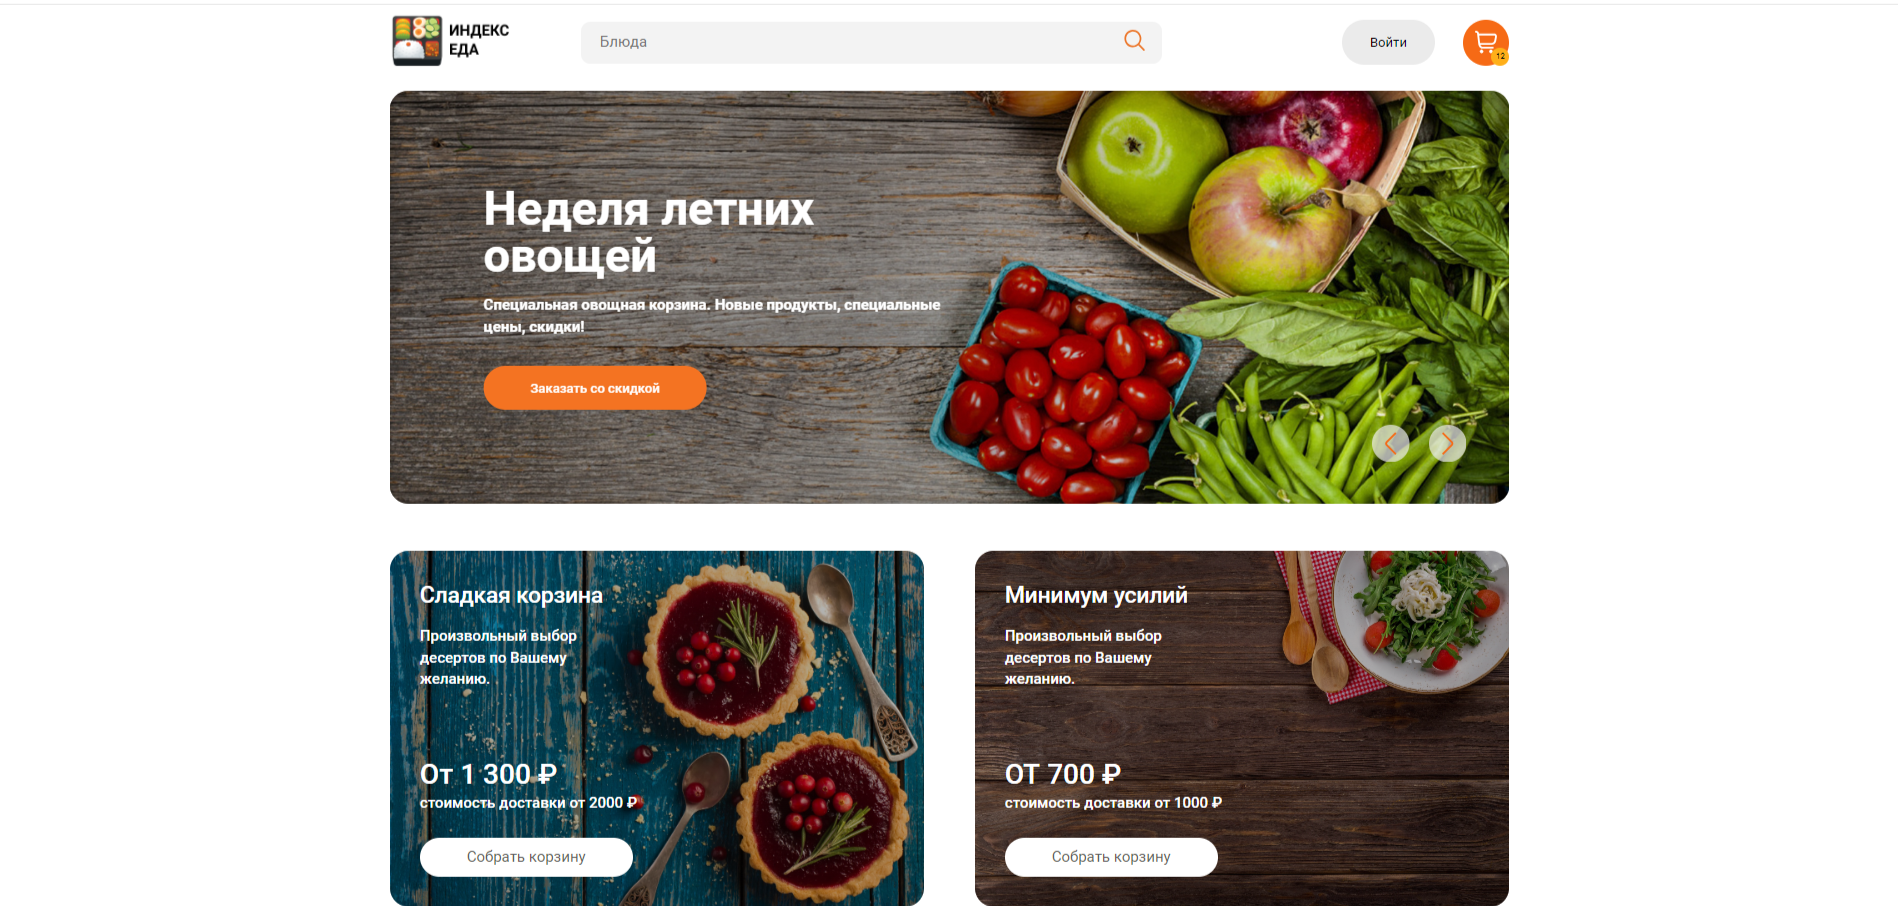 ИНДЕКС
ЕДА
Блюда
Войти
12
Неделя летних
овощей
Специальная овощная корзина. Новые продукты, специальные
цены, скидки!
Заказать со скидкой
Сладкая корзина
Произвольный выбор
десертов по Вашему
желанию.
От 1 300 ₽
стоимость доставки от 2000 ₽
Собрать корзину
Минимум усилий
Произвольный выбор
десертов по Вашему
желанию.
ОТ 700 ₽
стоимость доставки от 1000 ₽
Собрать корзину